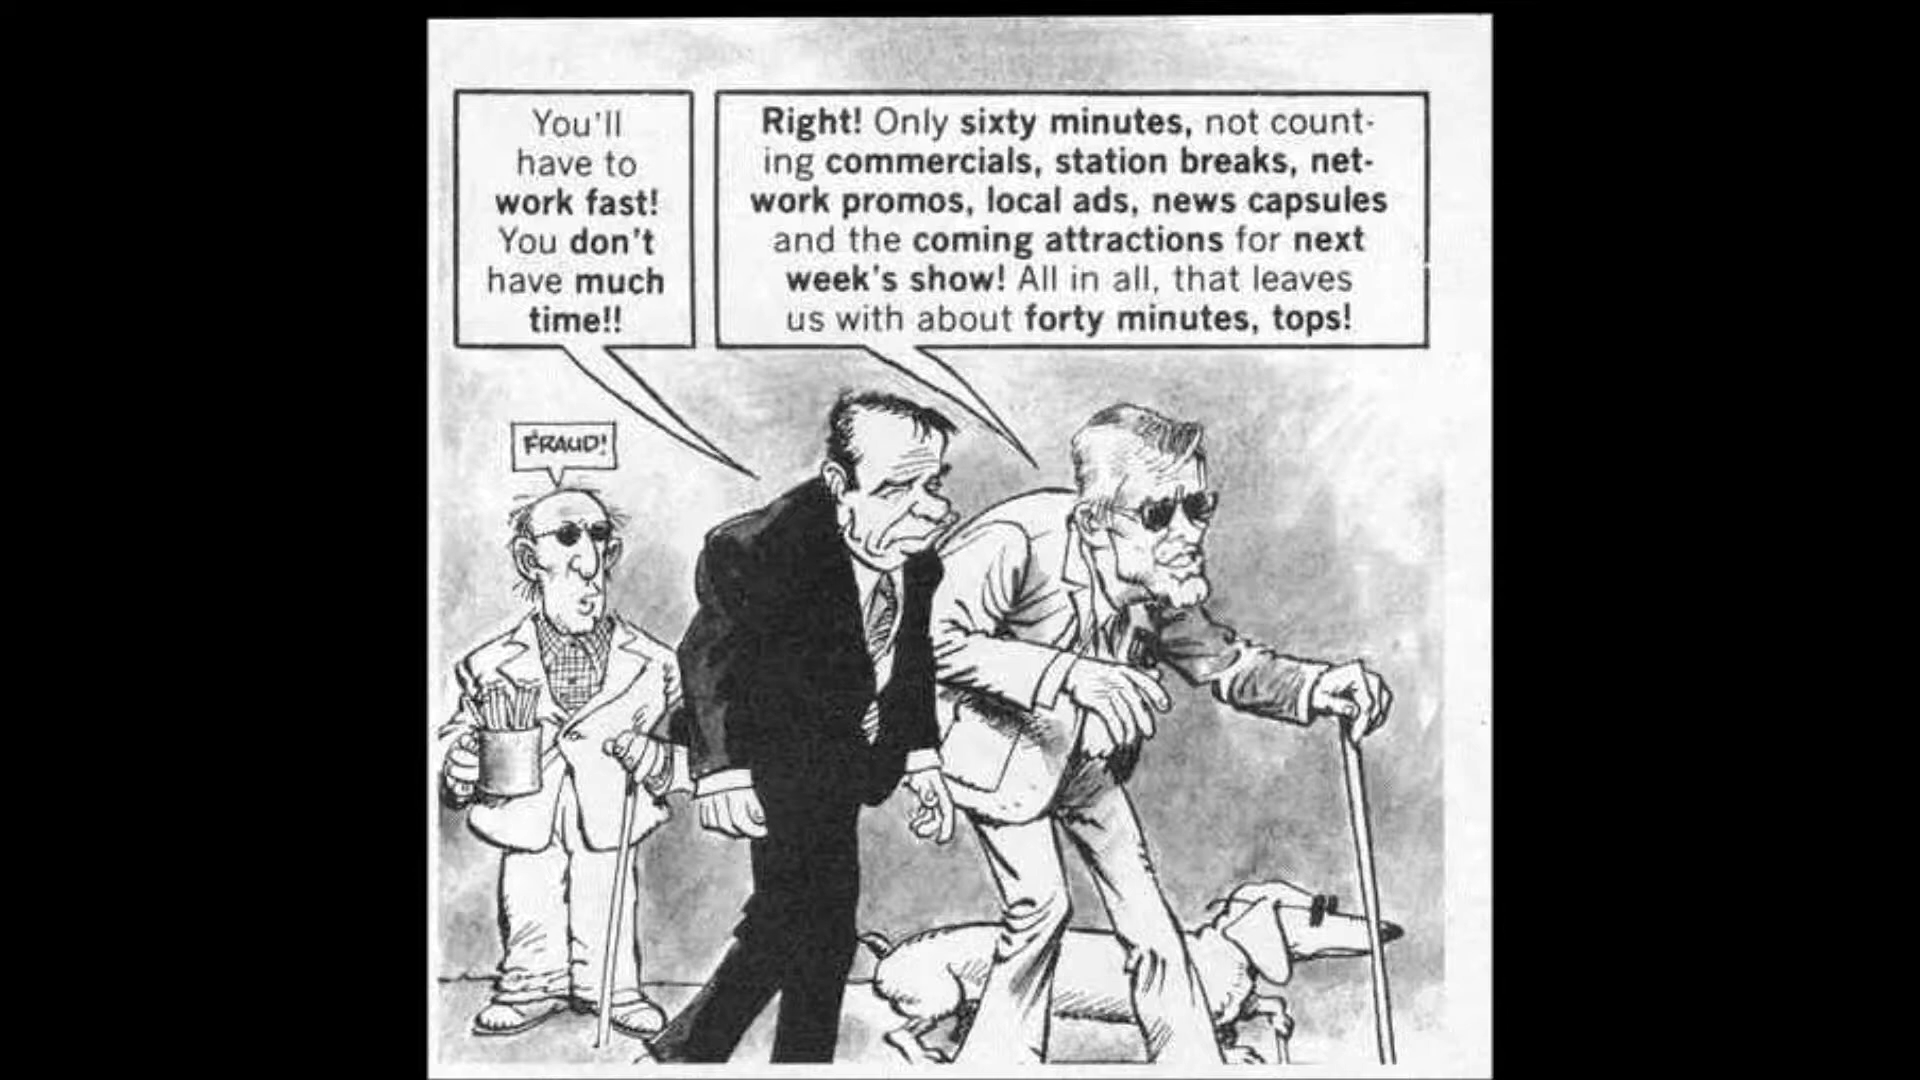 You'll
have to
work fast!
You don't
have much
time!!
Right! Only sixty minutes, not count-
ing commercials, station breaks, net-
work promos, local ads, news capsules
and the coming attractions for next
week's show! All in all, that leaves
us with about forty minutes, tops!
FRAUD!